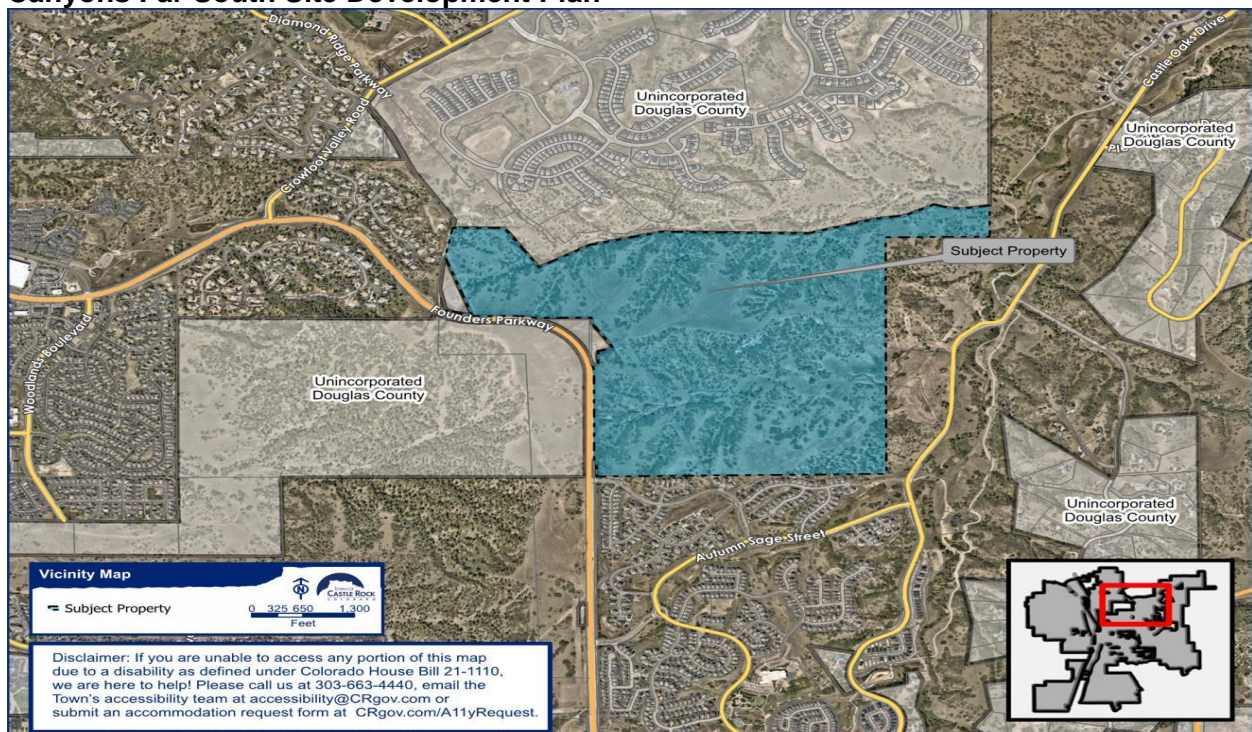 Canyons Far South Site Development Plan
Diamond Ridge Parkway
Crowfoot Valley Road
Unincorporated
Douglas County
Castle Oaks Drive
Unincorporated
Douglas County
Subject Property
Founders Parkway
Woodlands Boulevard
Unincorporated
Douglas County
Unincorporated
Douglas County
Autumn Sage Street
Vicinity Map
Subject Property
N
CASTLE ROCK
COLORADO
0 325 650 1,300
Feet
Disclaimer: If you are unable to access any portion of this map
due to a disability as defined under Colorado House Bill 21-1110,
we are here to help! Please call us at 303-663-4440, email the
Town's accessibility team at accessibility@CRgov.com or
submit an accommodation request form at CRgov.com/A11yRequest.